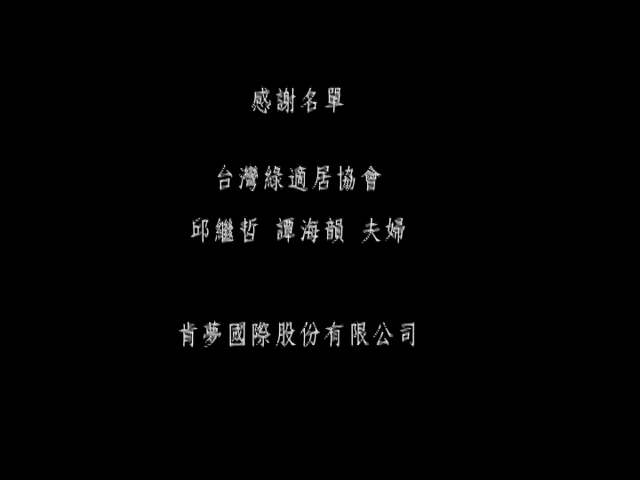 感謝名單
台灣綠適居協會
邱繼哲 譚海韻 夫婦
肯夢國際股份有限公司